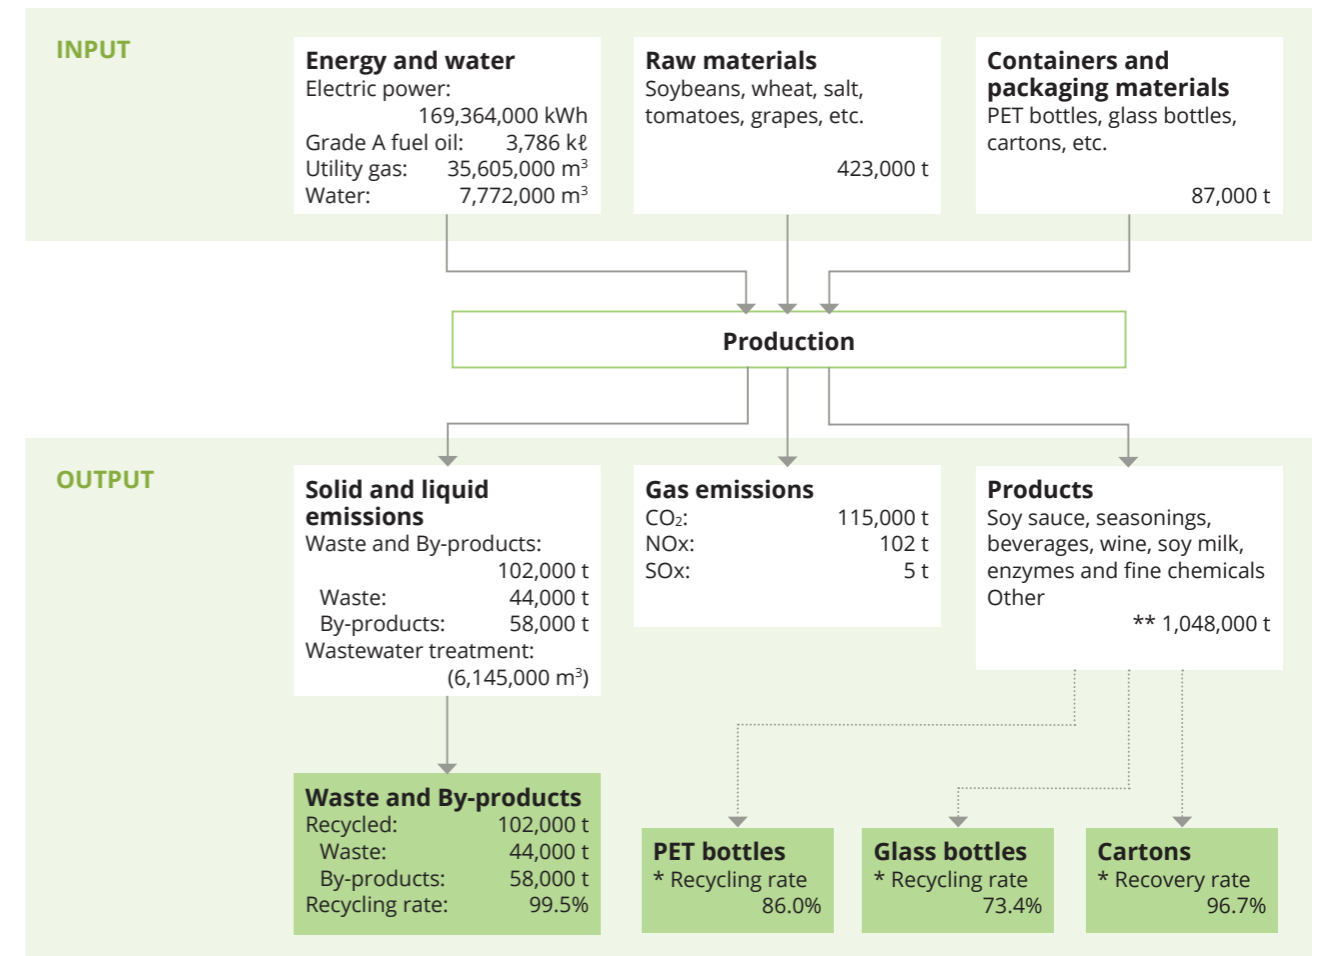 INPUT
Energy and water
Electric power:
169,364,000 kWh
Grade A fuel oil: 3,786 kℓ
Utility gas: 35,605,000 m³
Water: 7,772,000 m³
Raw materials
Soybeans, wheat, salt,
tomatoes, grapes, etc.
423,000 t
Containers and
packaging materials
PET bottles, glass bottles,
cartons, etc.
87,000 t
Production
OUTPUT
Solid and liquid
emissions
Waste and By-products:
102,000 t
Waste: 44,000 t
By-products: 58,000 t
Wastewater treatment:
(6,145,000 m³)
Gas emissions
CO₂: 115,000 t
NOx: 102 t
SOx: 5 t
Products
Soy sauce, seasonings,
beverages, wine, soy milk,
enzymes and fine chemicals
Other
** 1,048,000 t
Waste and By-products
Recycled: 102,000 t
Waste: 44,000 t
By-products: 58,000 t
Recycling rate: 99.5%
PET bottles
* Recycling rate
86.0%
Glass bottles
* Recycling rate
73.4%
Cartons
* Recovery rate
96.7%